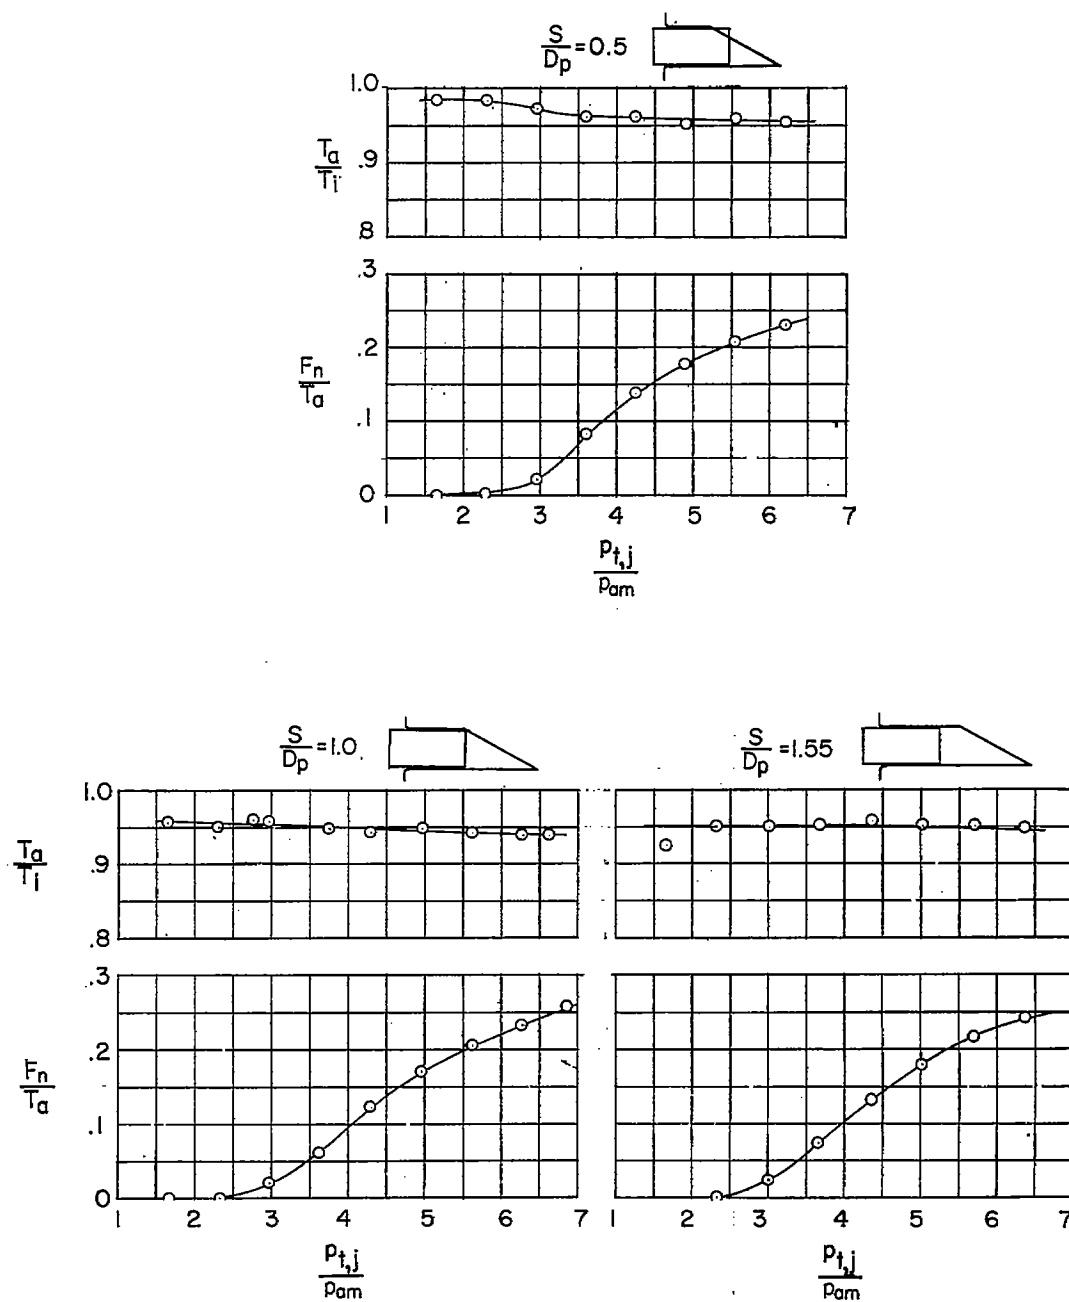 S/Dp = 0.5
1.0
Ta/Ti
.9
.8
.3
.2
Fn/Ta
.1
0
1 2 3 4 5 6 7
pt,j/pam
S/Dp = 1.0
S/Dp = 1.55
1.0
Ta/Ti
.9
.8
.3
.2
Fn/Ta
.1
0
1 2 3 4 5 6 7
1 2 3 4 5 6 7
pt,j/pam
pt,j/pam